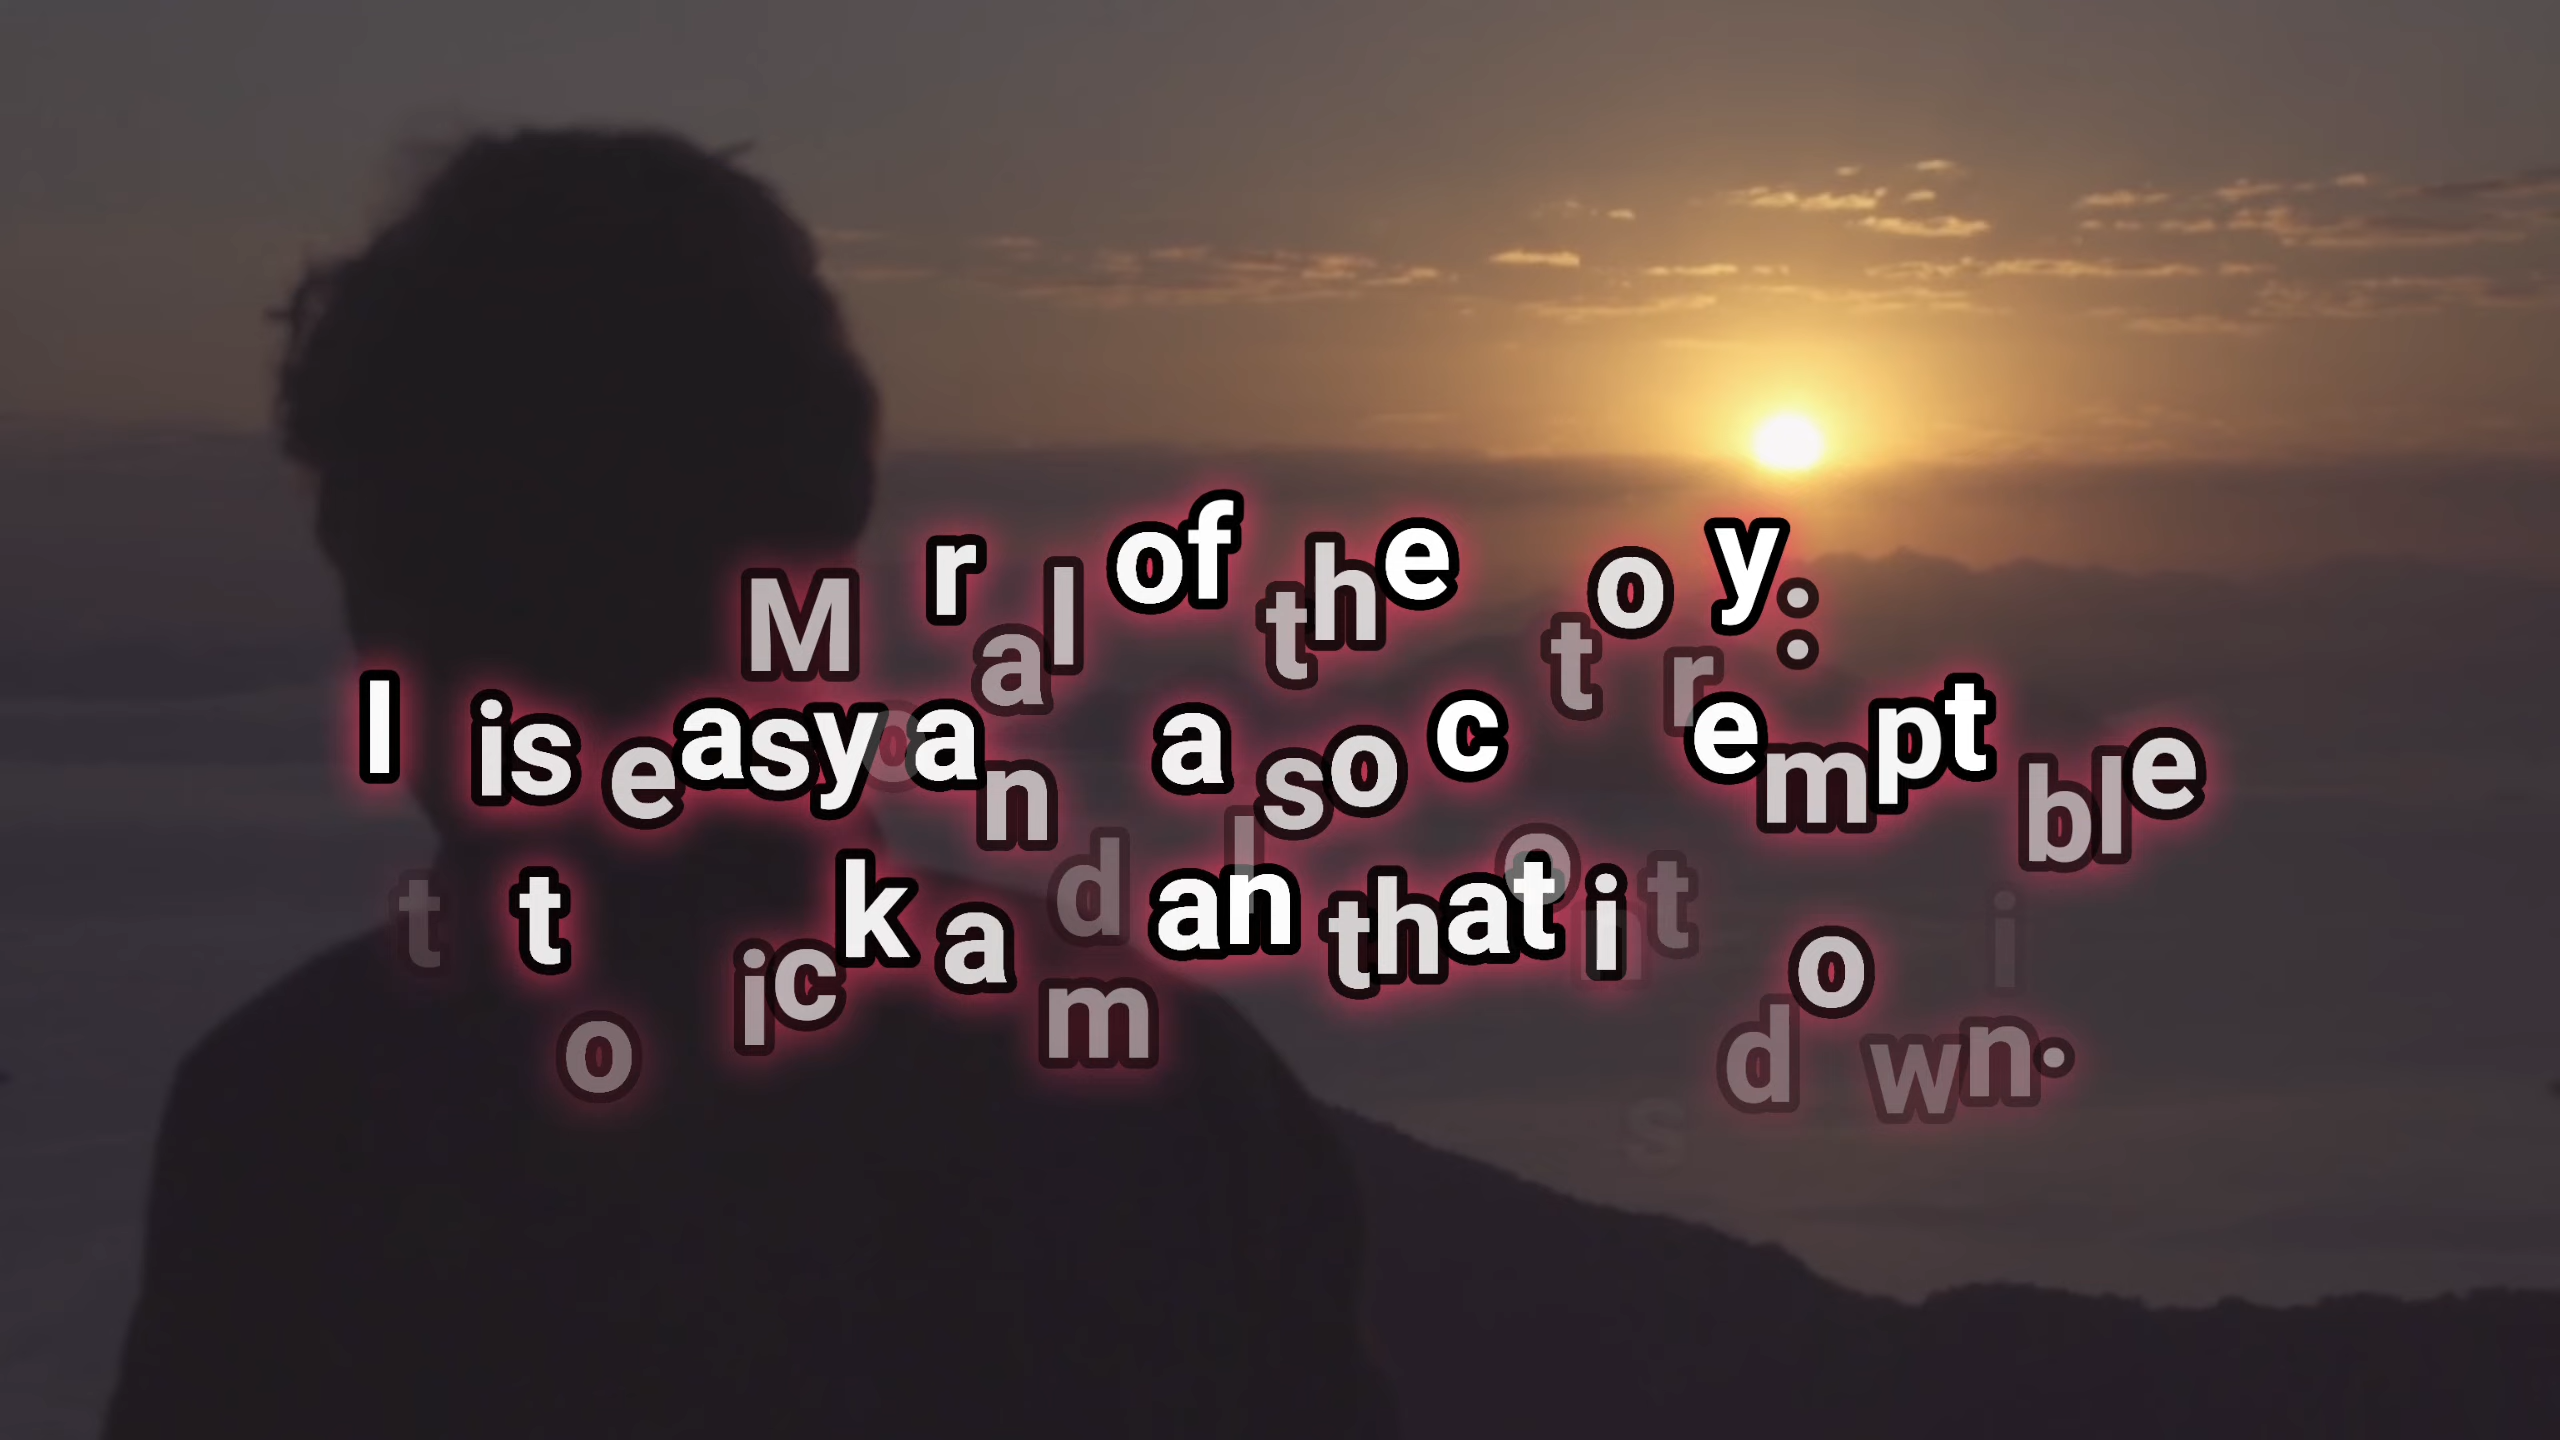 Moral of the story:
It is easy and also contemptible
to kick a man that is down.